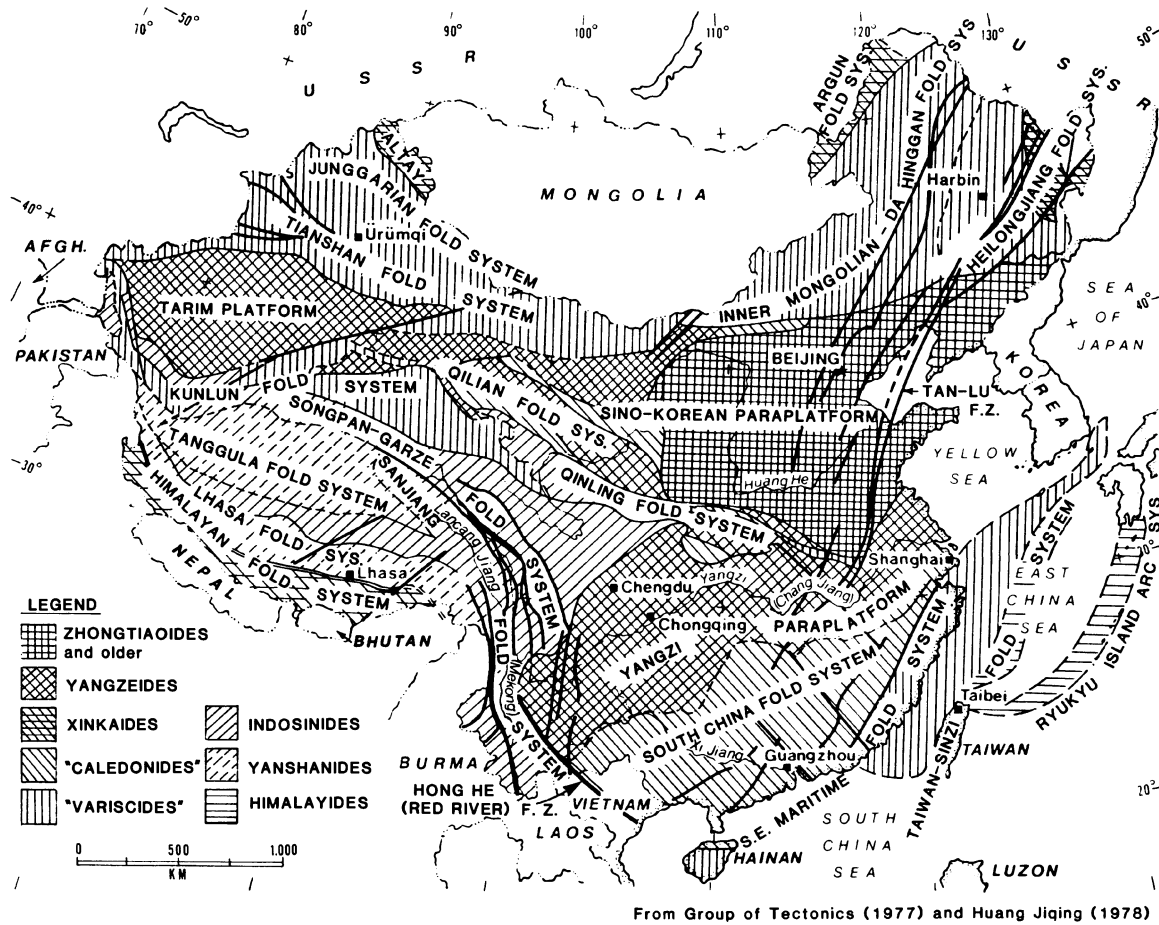 70° 50° 80° 90° 100° 110° 120° 130° 50°
U S S R
U S S R
ARGUN
FOLD SYS.
ALTAY
JUNGGARIAN FOLD SYSTEM
MONGOLIA
INNER MONGOLIAN-DA HINGGAN FOLD SYS
Harbin
HEILONGJIANG FOLD SYS.
40°
AFGH.
Ürümqi
TIANSHAN FOLD SYSTEM
TARIM PLATFORM
SEA
OF
JAPAN
40°
PAKISTAN
BEIJING
KOREA
KUNLUN FOLD SYSTEM
QILIAN FOLD SYS.
SINO-KOREAN PARAPLATFORM
TAN-LU
F.Z.
SONGPAN-GARZE FOLD SYSTEM
30°
TANGGULA FOLD SYSTEM
SANJIANG FOLD SYSTEM
YELLOW
SEA
Huang He
QINLING FOLD SYSTEM
HIMALAYAN FOLD SYSTEM
LHASA FOLD SYS.
Lancang Jiang
(Mekong)
Lhasa
NEPAL
BHUTAN
Chengdu
Yangzi
(Chang Jiang)
Shanghai
Chongqing
YANGZI PARAPLATFORM
EAST
CHINA
SEA
30°
RYUKYU ISLAND ARC SYS
SOUTH CHINA FOLD SYSTEM
Xi Jiang
Guangzhou
Taibei
TAIWAN
S.E. MARITIME FOLD SYSTEM
TAIWAN-SINZI FOLD SYSTEM
BURMA
HONG HE
(RED RIVER) F. Z.
VIETNAM
LAOS
HAINAN
SOUTH
CHINA
SEA
20°
LUZON
LEGEND
ZHONGTIAOIDES
and older
YANGZEIDES
XINKAIDES
"CALEDONIDES"
"VARISCIDES"
INDOSINIDES
YANSHANIDES
HIMALAYIDES
0 500 1.000
KM
From Group of Tectonics (1977) and Huang Jiqing (1978)